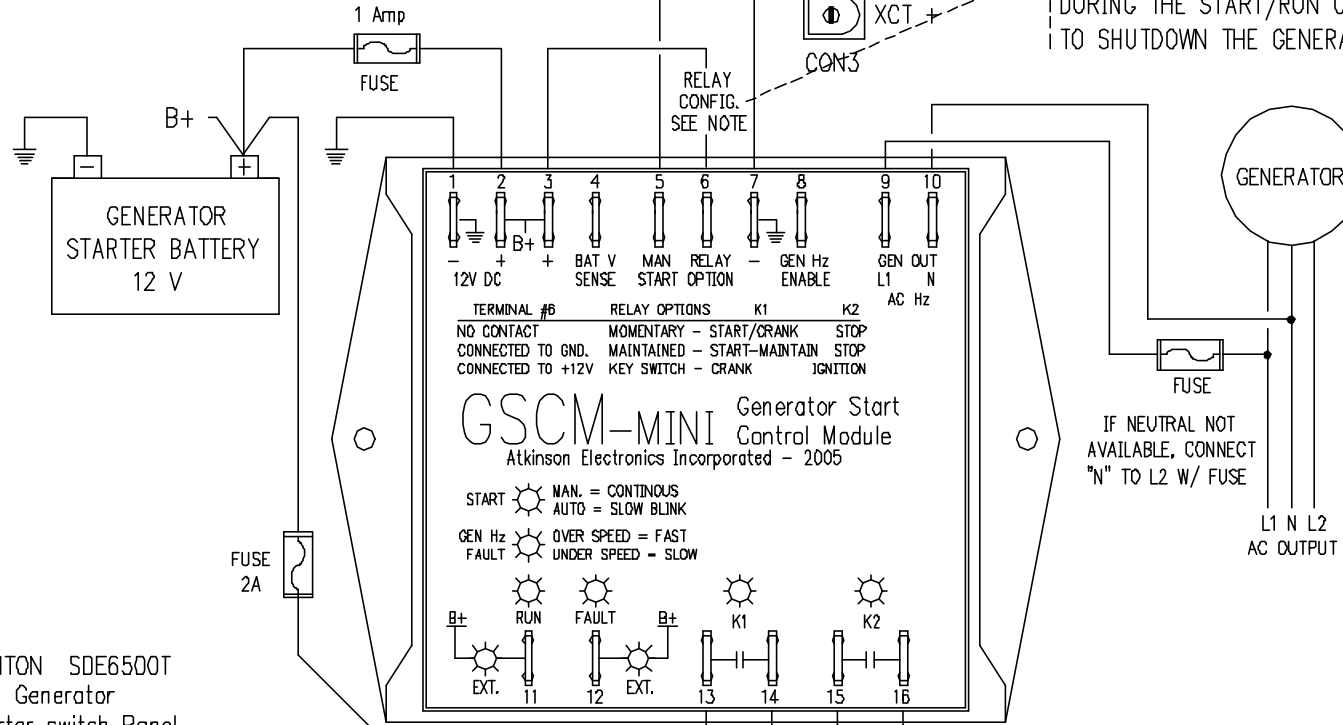 1 Amp
FUSE
XCT +
CON3
DURING THE START/RUN
TO SHUTDOWN THE
B+
RELAY
CONFIG.
SEE NOTE
GENERATOR
- +
GENERATOR
STARTER BATTERY
12 V
1 2 3 4 5 6 7 8 9 10
B+
- + + BAT V MAN RELAY - GEN Hz GEN OUT
12V DC SENSE START OPTION ENABLE L1 N
AC Hz
TERMINAL #6 RELAY OPTIONS K1 K2
NO CONTACT MOMENTARY - START/CRANK STOP
CONNECTED TO GND. MAINTAINED - START-MAINTAIN STOP
CONNECTED TO +12V KEY SWITCH - CRANK IGNITION
GSCM-MINI Generator Start
Control Module
Atkinson Electronics Incorporated - 2005
FUSE
IF NEUTRAL NOT
AVAILABLE, CONNECT
"N" TO L2 W/ FUSE
START MAN. = CONTINOUS
AUTO = SLOW BLINK
GEN Hz OVER SPEED = FAST
FAULT UNDER SPEED = SLOW
L1 N L2
AC OUTPUT
FUSE
2A
B+ RUN FAULT B+ K1 K2
EXT. 11 12 EXT. 13 14 15 16
TON SDE6500T
Generator
switch Panel